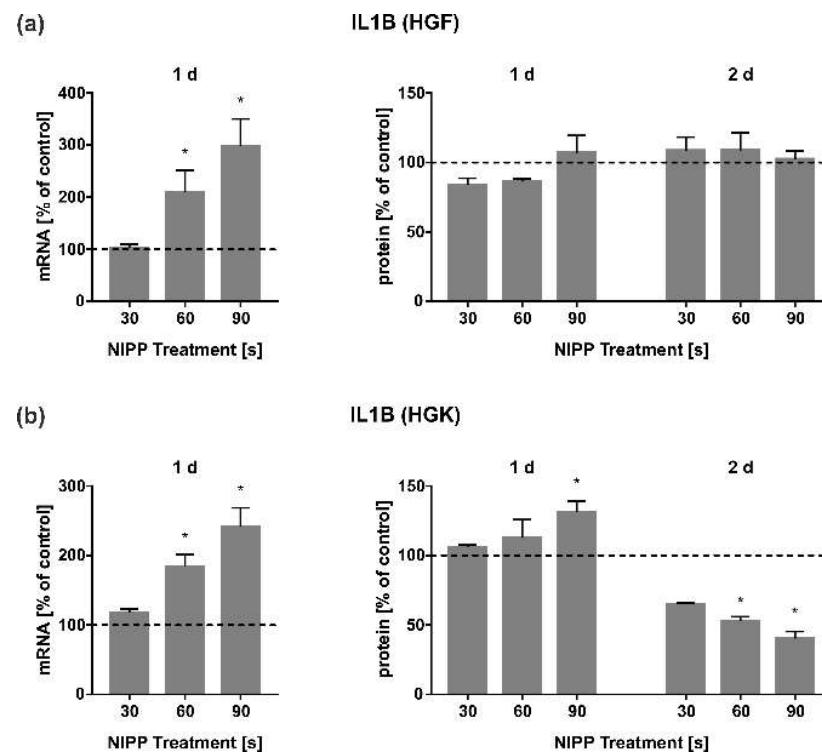 (a)
IL1B (HGF)
1 d
mRNA [% of control]
400
300
200
100
0
*
*
30 60 90
NIPP Treatment [s]
1 d
2 d
protein [% of control]
150
100
50
0
30 60 90 30 60 90
NIPP Treatment [s]
(b)
IL1B (HGK)
1 d
mRNA [% of control]
300
200
100
0
*
*
30 60 90
NIPP Treatment [s]
1 d
2 d
protein [% of control]
150
100
50
0
*
*
*
30 60 90 30 60 90
NIPP Treatment [s]